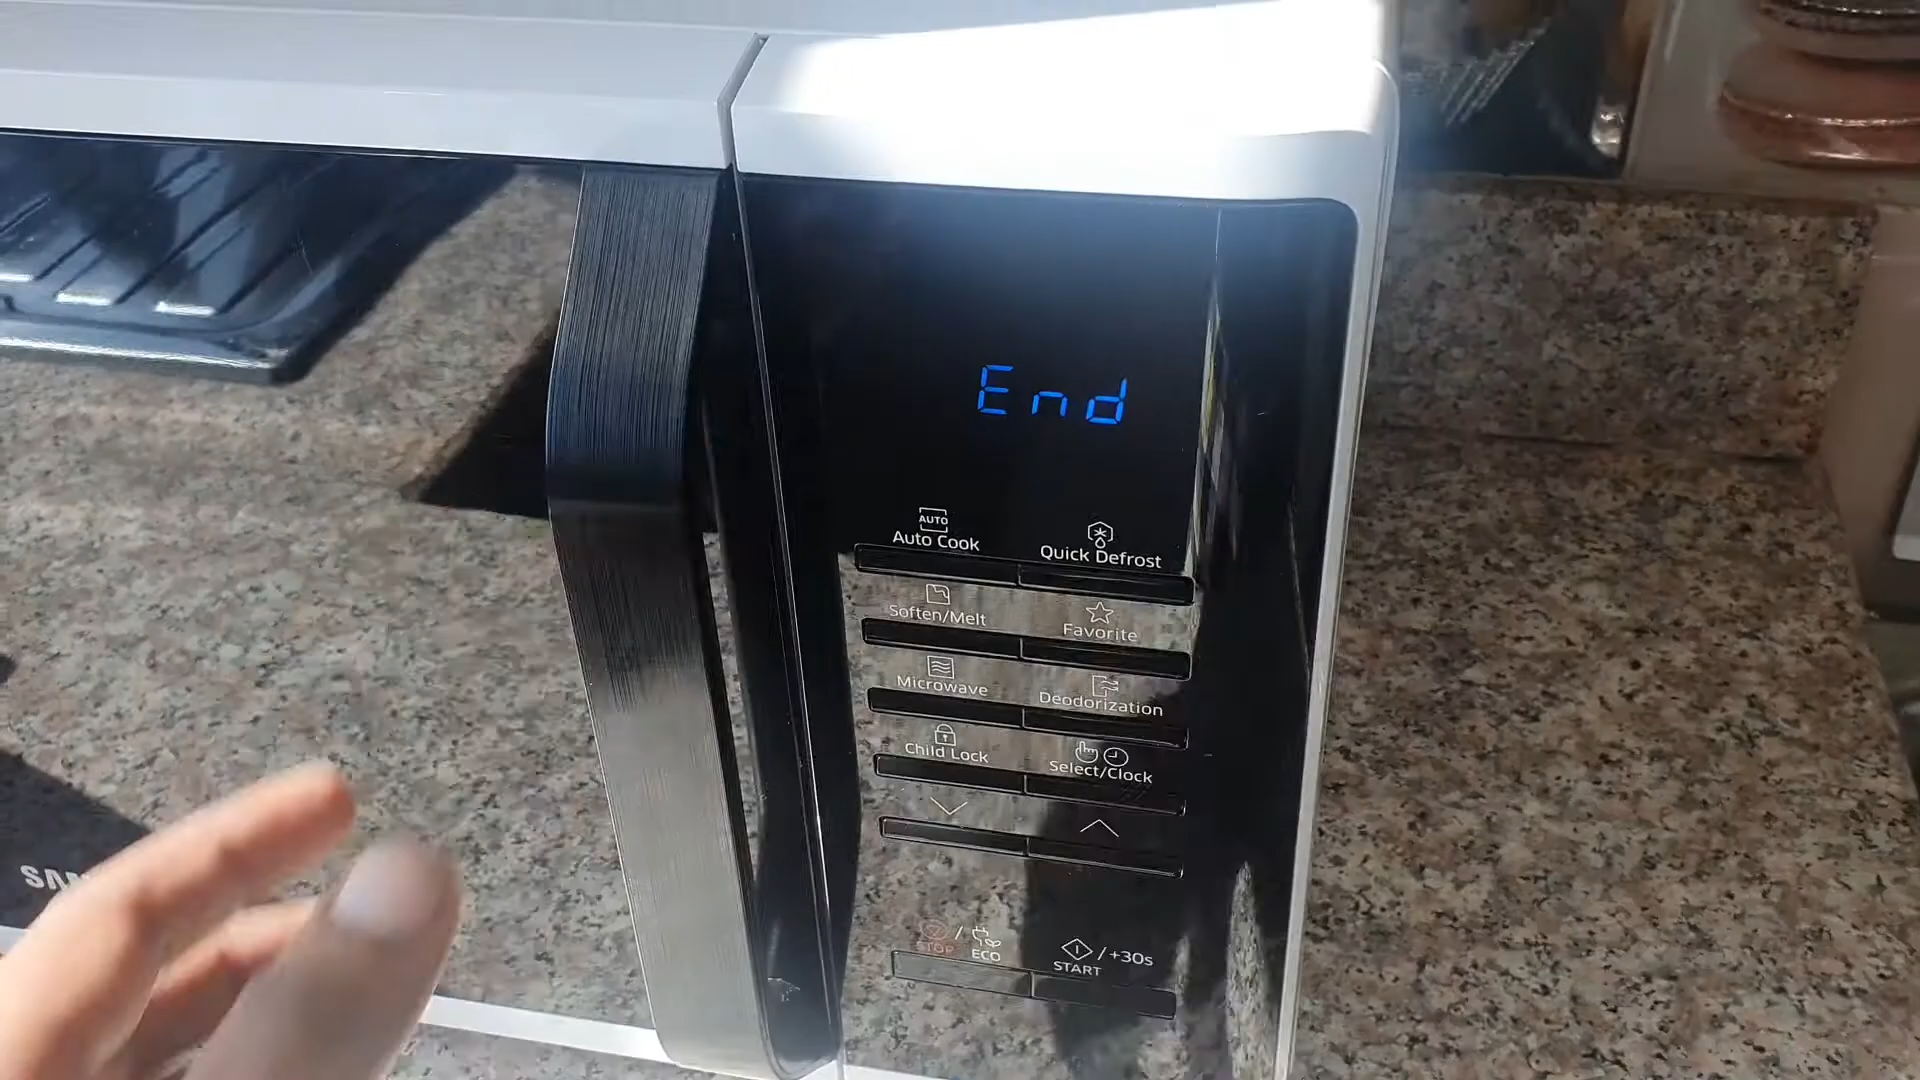 End
AUTO
Auto Cook
Quick Defrost
Soften/Melt
Favorite
Microwave
Deodorization
Child Lock
Select/Clock
STOP / ECO
START / +30s